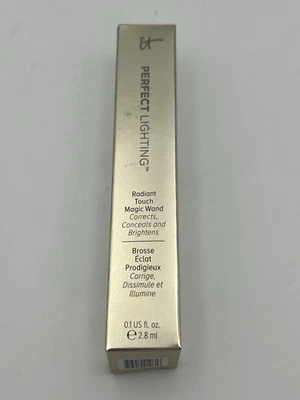 it
PERFECT LIGHTING™
Radiant
Touch
Magic Wand
Corrects,
Conceals and
Brightens
Brosse
Éclat
Prodigieux
Corrige,
Dissimule et
Illumine
0.1 US fl. oz.
℮ 2.8 ml